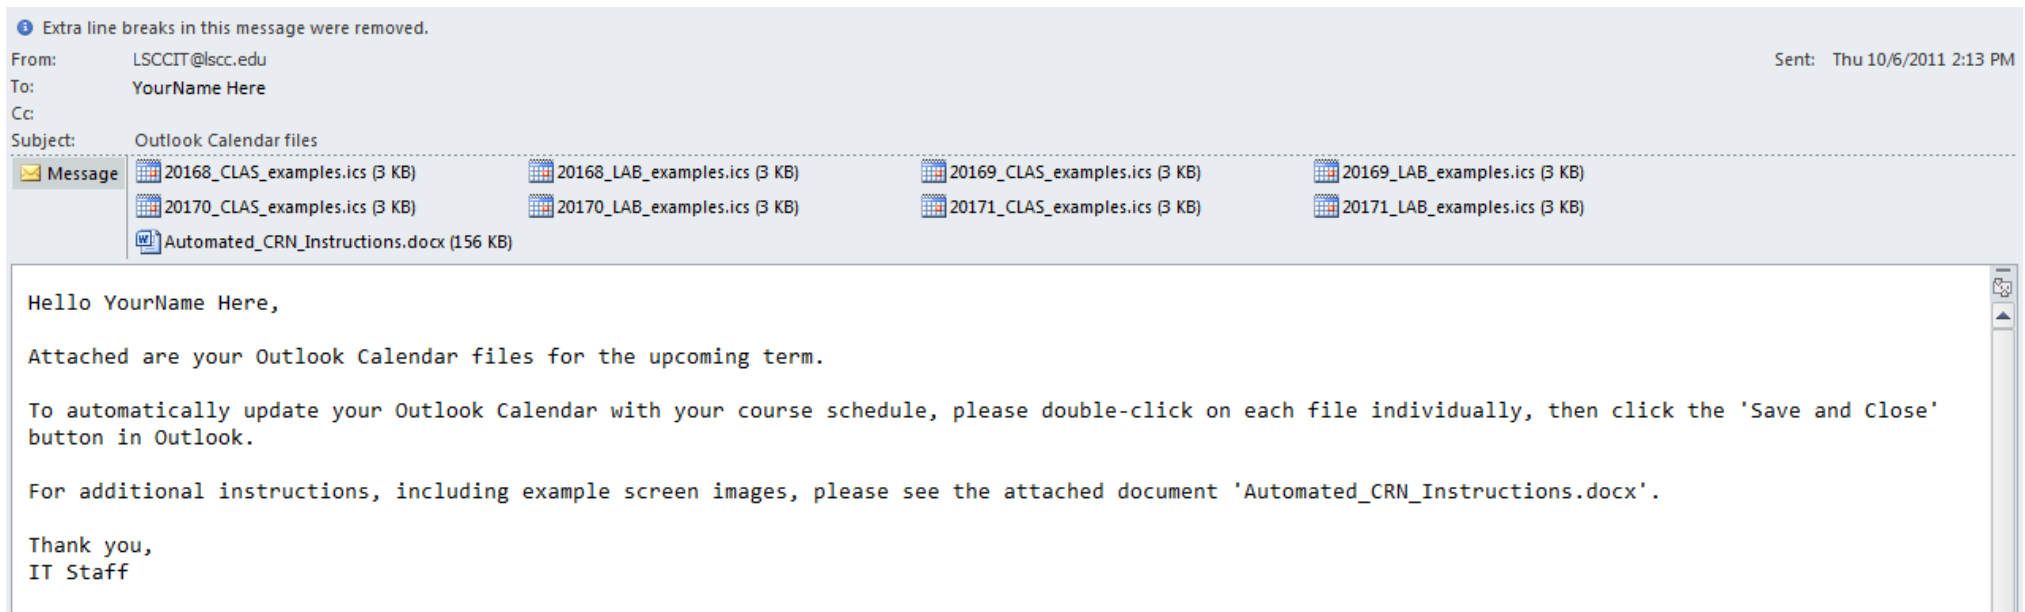 Extra line breaks in this message were removed.
From: LSCCIT@lscc.edu Sent: Thu 10/6/2011 2:13 PM
To: YourName Here
Cc:
Subject: Outlook Calendar files
Message 20168_CLAS_examples.ics (3 KB) 20168_LAB_examples.ics (3 KB) 20169_CLAS_examples.ics (3 KB) 20169_LAB_examples.ics (3 KB)
20170_CLAS_examples.ics (3 KB) 20170_LAB_examples.ics (3 KB) 20171_CLAS_examples.ics (3 KB) 20171_LAB_examples.ics (3 KB)
Automated_CRN_Instructions.docx (156 KB)
Hello YourName Here,
Attached are your Outlook Calendar files for the upcoming term.
To automatically update your Outlook Calendar with your course schedule, please double-click on each file individually, then click the 'Save and Close'
button in Outlook.
For additional instructions, including example screen images, please see the attached document 'Automated_CRN_Instructions.docx'.
Thank you,
IT Staff